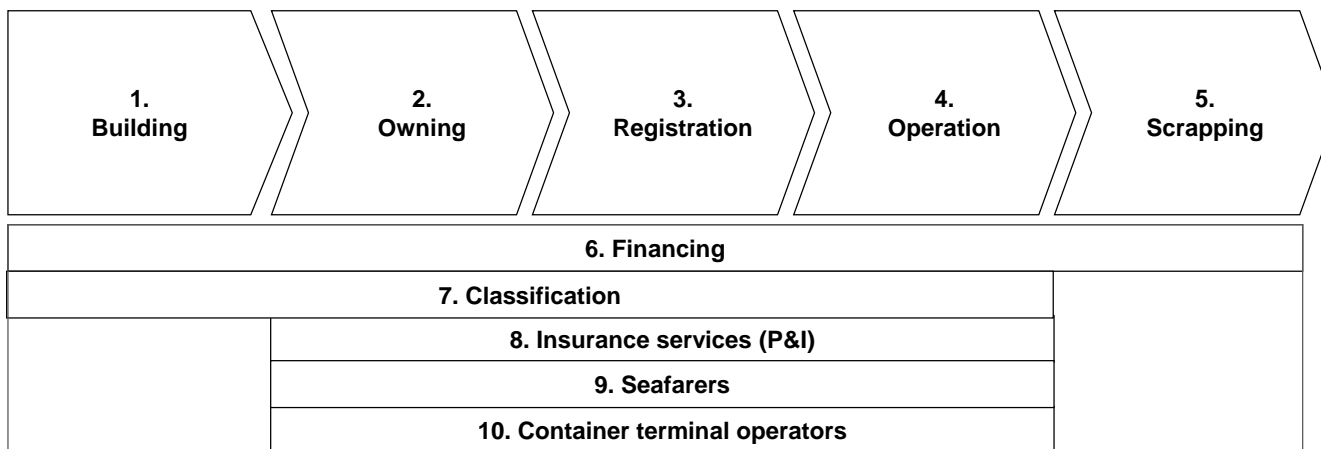 1.
Building
2.
Owning
3.
Registration
4.
Operation
5.
Scrapping
6. Financing
7. Classification
8. Insurance services (P&I)
9. Seafarers
10. Container terminal operators